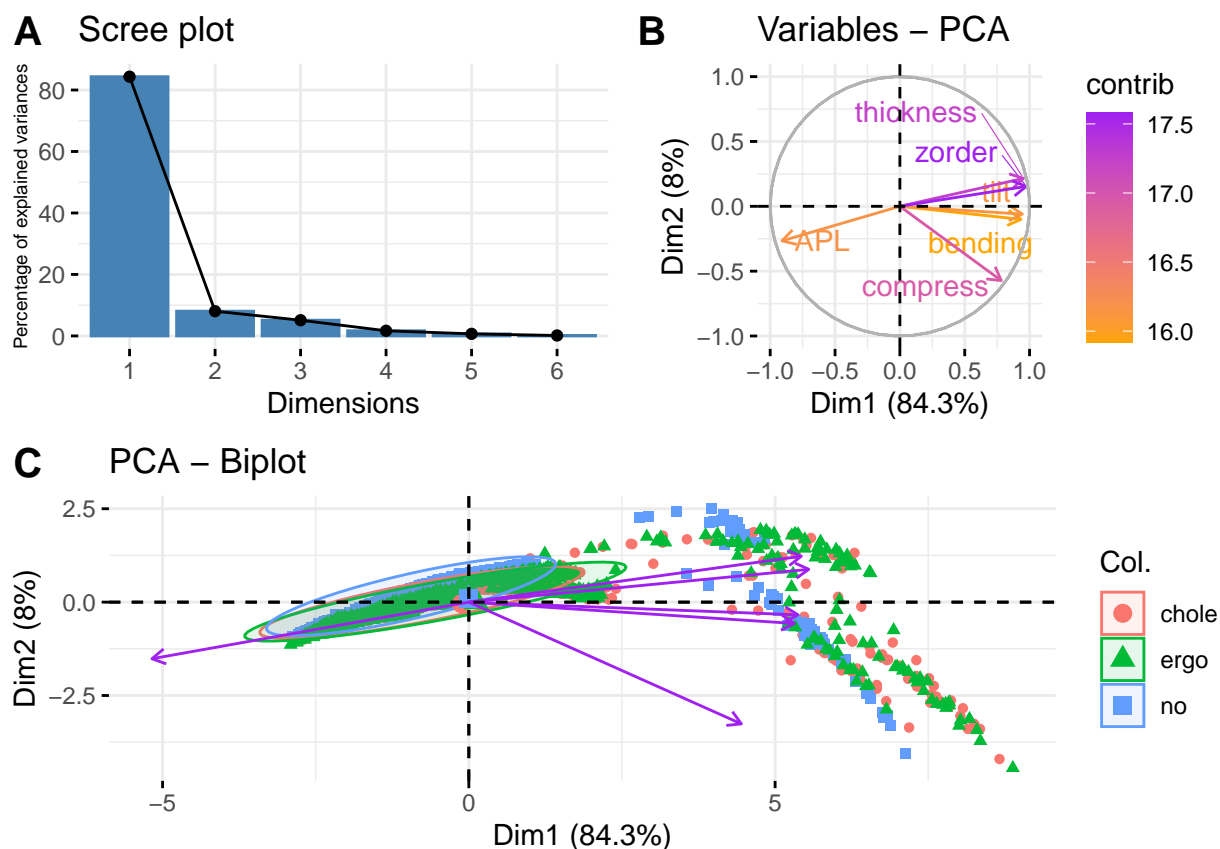 A Scree plot
Percentage of explained variances
80
60
40
20
0
1 2 3 4 5 6
Dimensions
B Variables – PCA
Dim2 (8%)
1.0
0.5
0.0
−0.5
−1.0
thickness
zorder
tilt
APL
bending
compress
−1.0 −0.5 0.0 0.5 1.0
Dim1 (84.3%)
contrib
17.5
17.0
16.5
16.0
C PCA – Biplot
Dim2 (8%)
2.5
0.0
−2.5
−5 0 5
Dim1 (84.3%)
Col.
chole
ergo
no